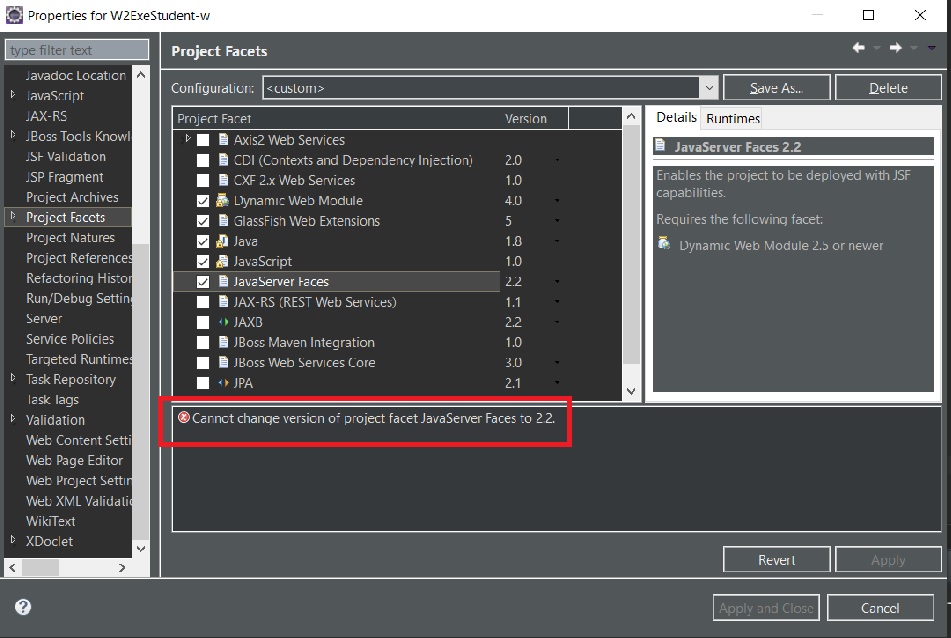 Properties for W2ExeStudent-w
type filter text
Javadoc Location
JavaScript
JAX-RS
JBoss Tools Knowl
JSF Validation
JSP Fragment
Project Archives
Project Facets
Project Natures
Project References
Refactoring Histor
Run/Debug Setting
Server
Service Policies
Targeted Runtimes
Task Repository
Task Tags
Validation
Web Content Setti
Web Page Editor
Web Project Settin
Web XML Validatio
WikiText
XDoclet
Project Facets
Configuration: <custom> Save As... Delete
Project Facet Version
Axis2 Web Services
CDI (Contexts and Dependency Injection) 2.0
CXF 2.x Web Services 1.0
Dynamic Web Module 4.0
GlassFish Web Extensions 5
Java 1.8
JavaScript 1.0
JavaServer Faces 2.2
JAX-RS (REST Web Services) 1.1
JAXB 2.2
JBoss Maven Integration 1.0
JBoss Web Services Core 3.0
JPA 2.1
Details Runtimes
JavaServer Faces 2.2
Enables the project to be deployed with JSF
capabilities.
Requires the following facet:
Dynamic Web Module 2.5 or newer
Cannot change version of project facet JavaServer Faces to 2.2.
Revert Apply
? Apply and Close Cancel